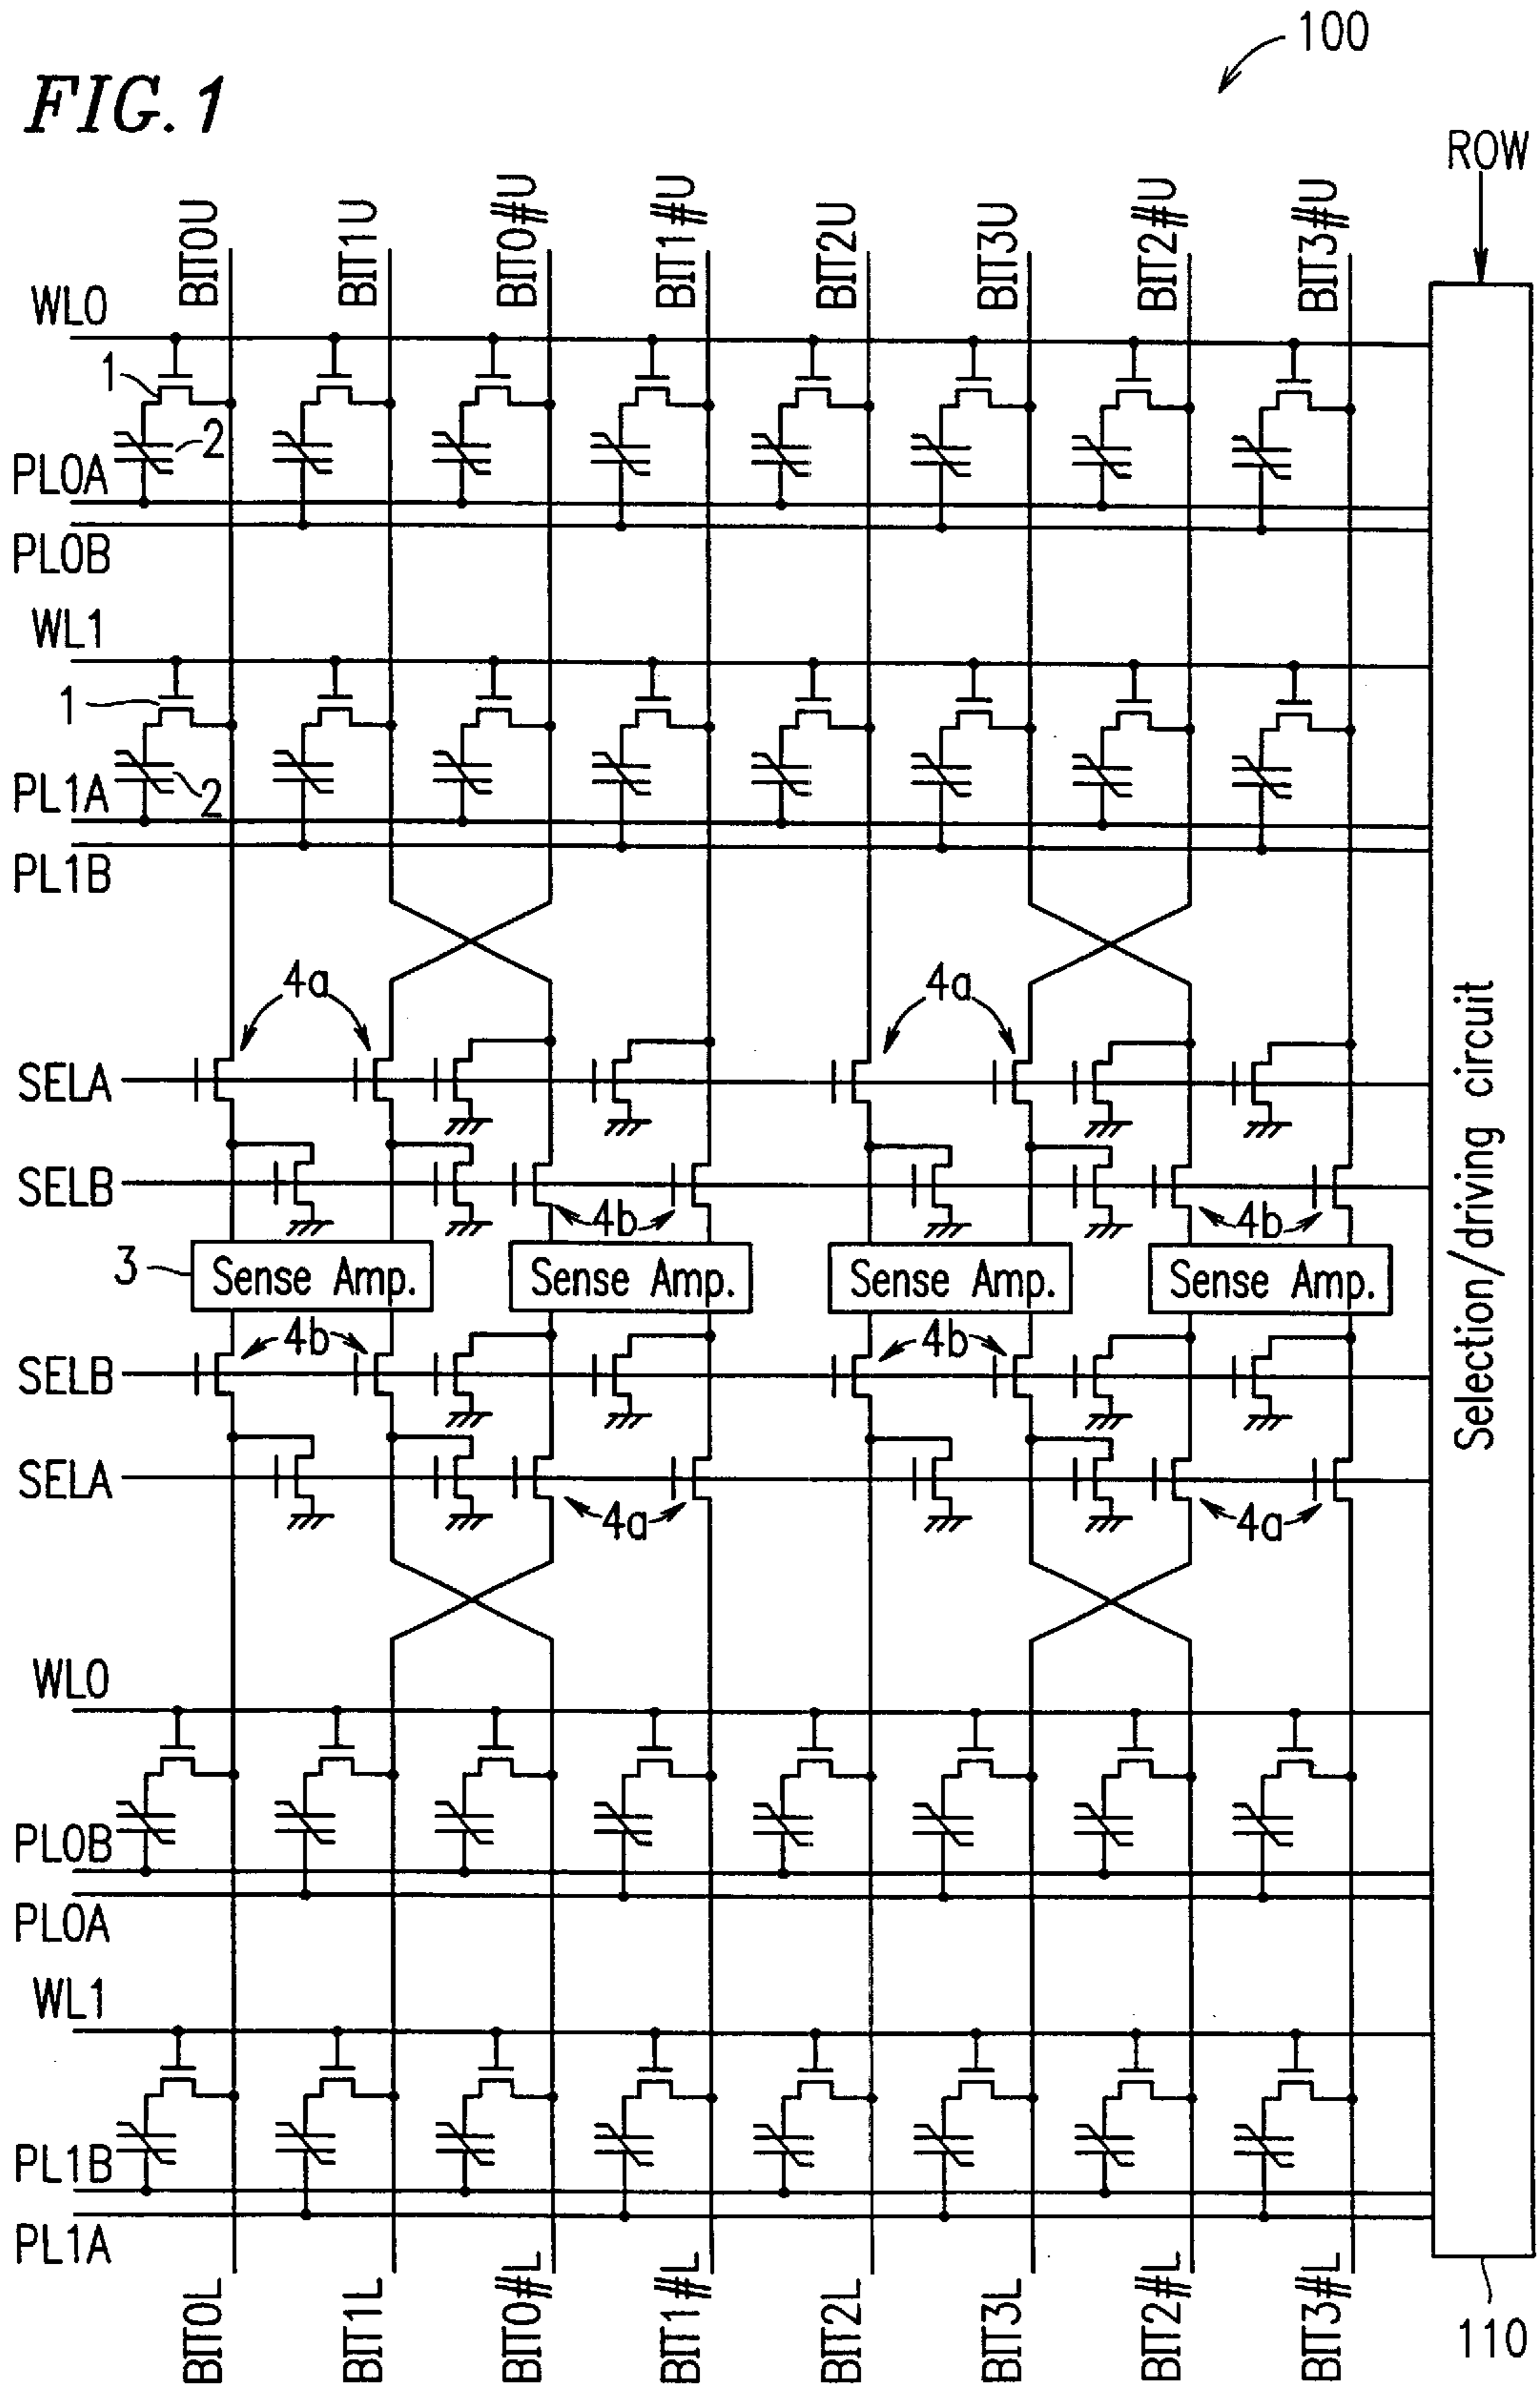 100
FIG. 1
ROW
BIT0U
BIT1U
BIT0#U
BIT1#U
BIT2U
BIT3U
BIT2#U
BIT3#U
WL0
1
2
PL0A
PL0B
WL1
1
2
PL1A
PL1B
4a
4a
SELA
SELB
4b
4b
3
Sense Amp.
Sense Amp.
Sense Amp.
Sense Amp.
4b
4b
SELB
SELA
4a
4a
Selection/driving circuit
WL0
PL0B
PL0A
WL1
PL1B
PL1A
BIT0L
BIT1L
BIT0#L
BIT1#L
BIT2L
BIT3L
BIT2#L
BIT3#L
110